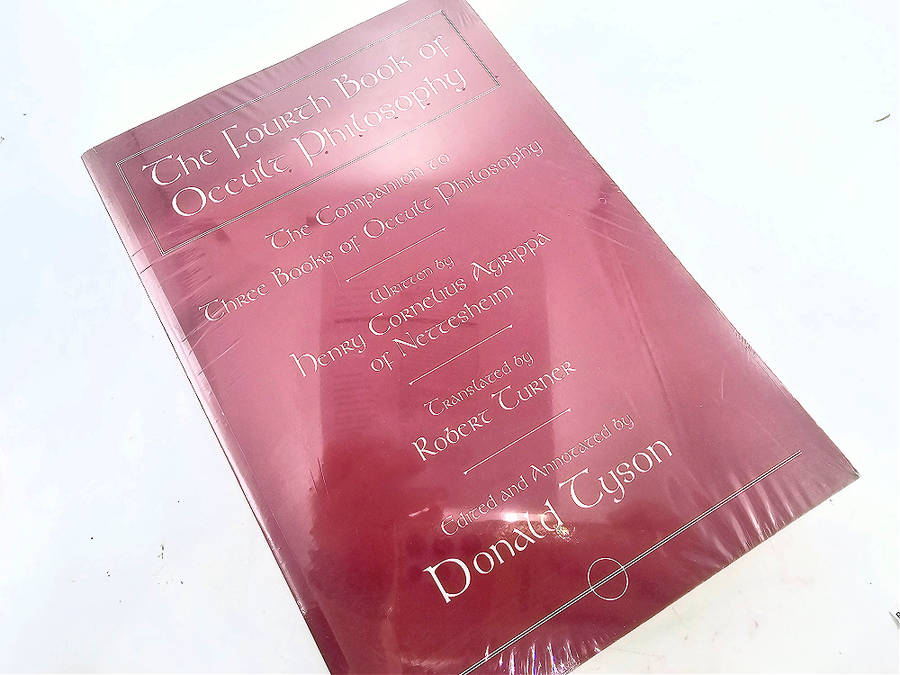 The Fourth Book of
Occult Philosophy
The Companion to
Three Books of Occult Philosophy
Written by
Henry Cornelius Agrippa
of Nettesheim
Translated by
Robert Turner
Edited and Annotated by
Donald Tyson